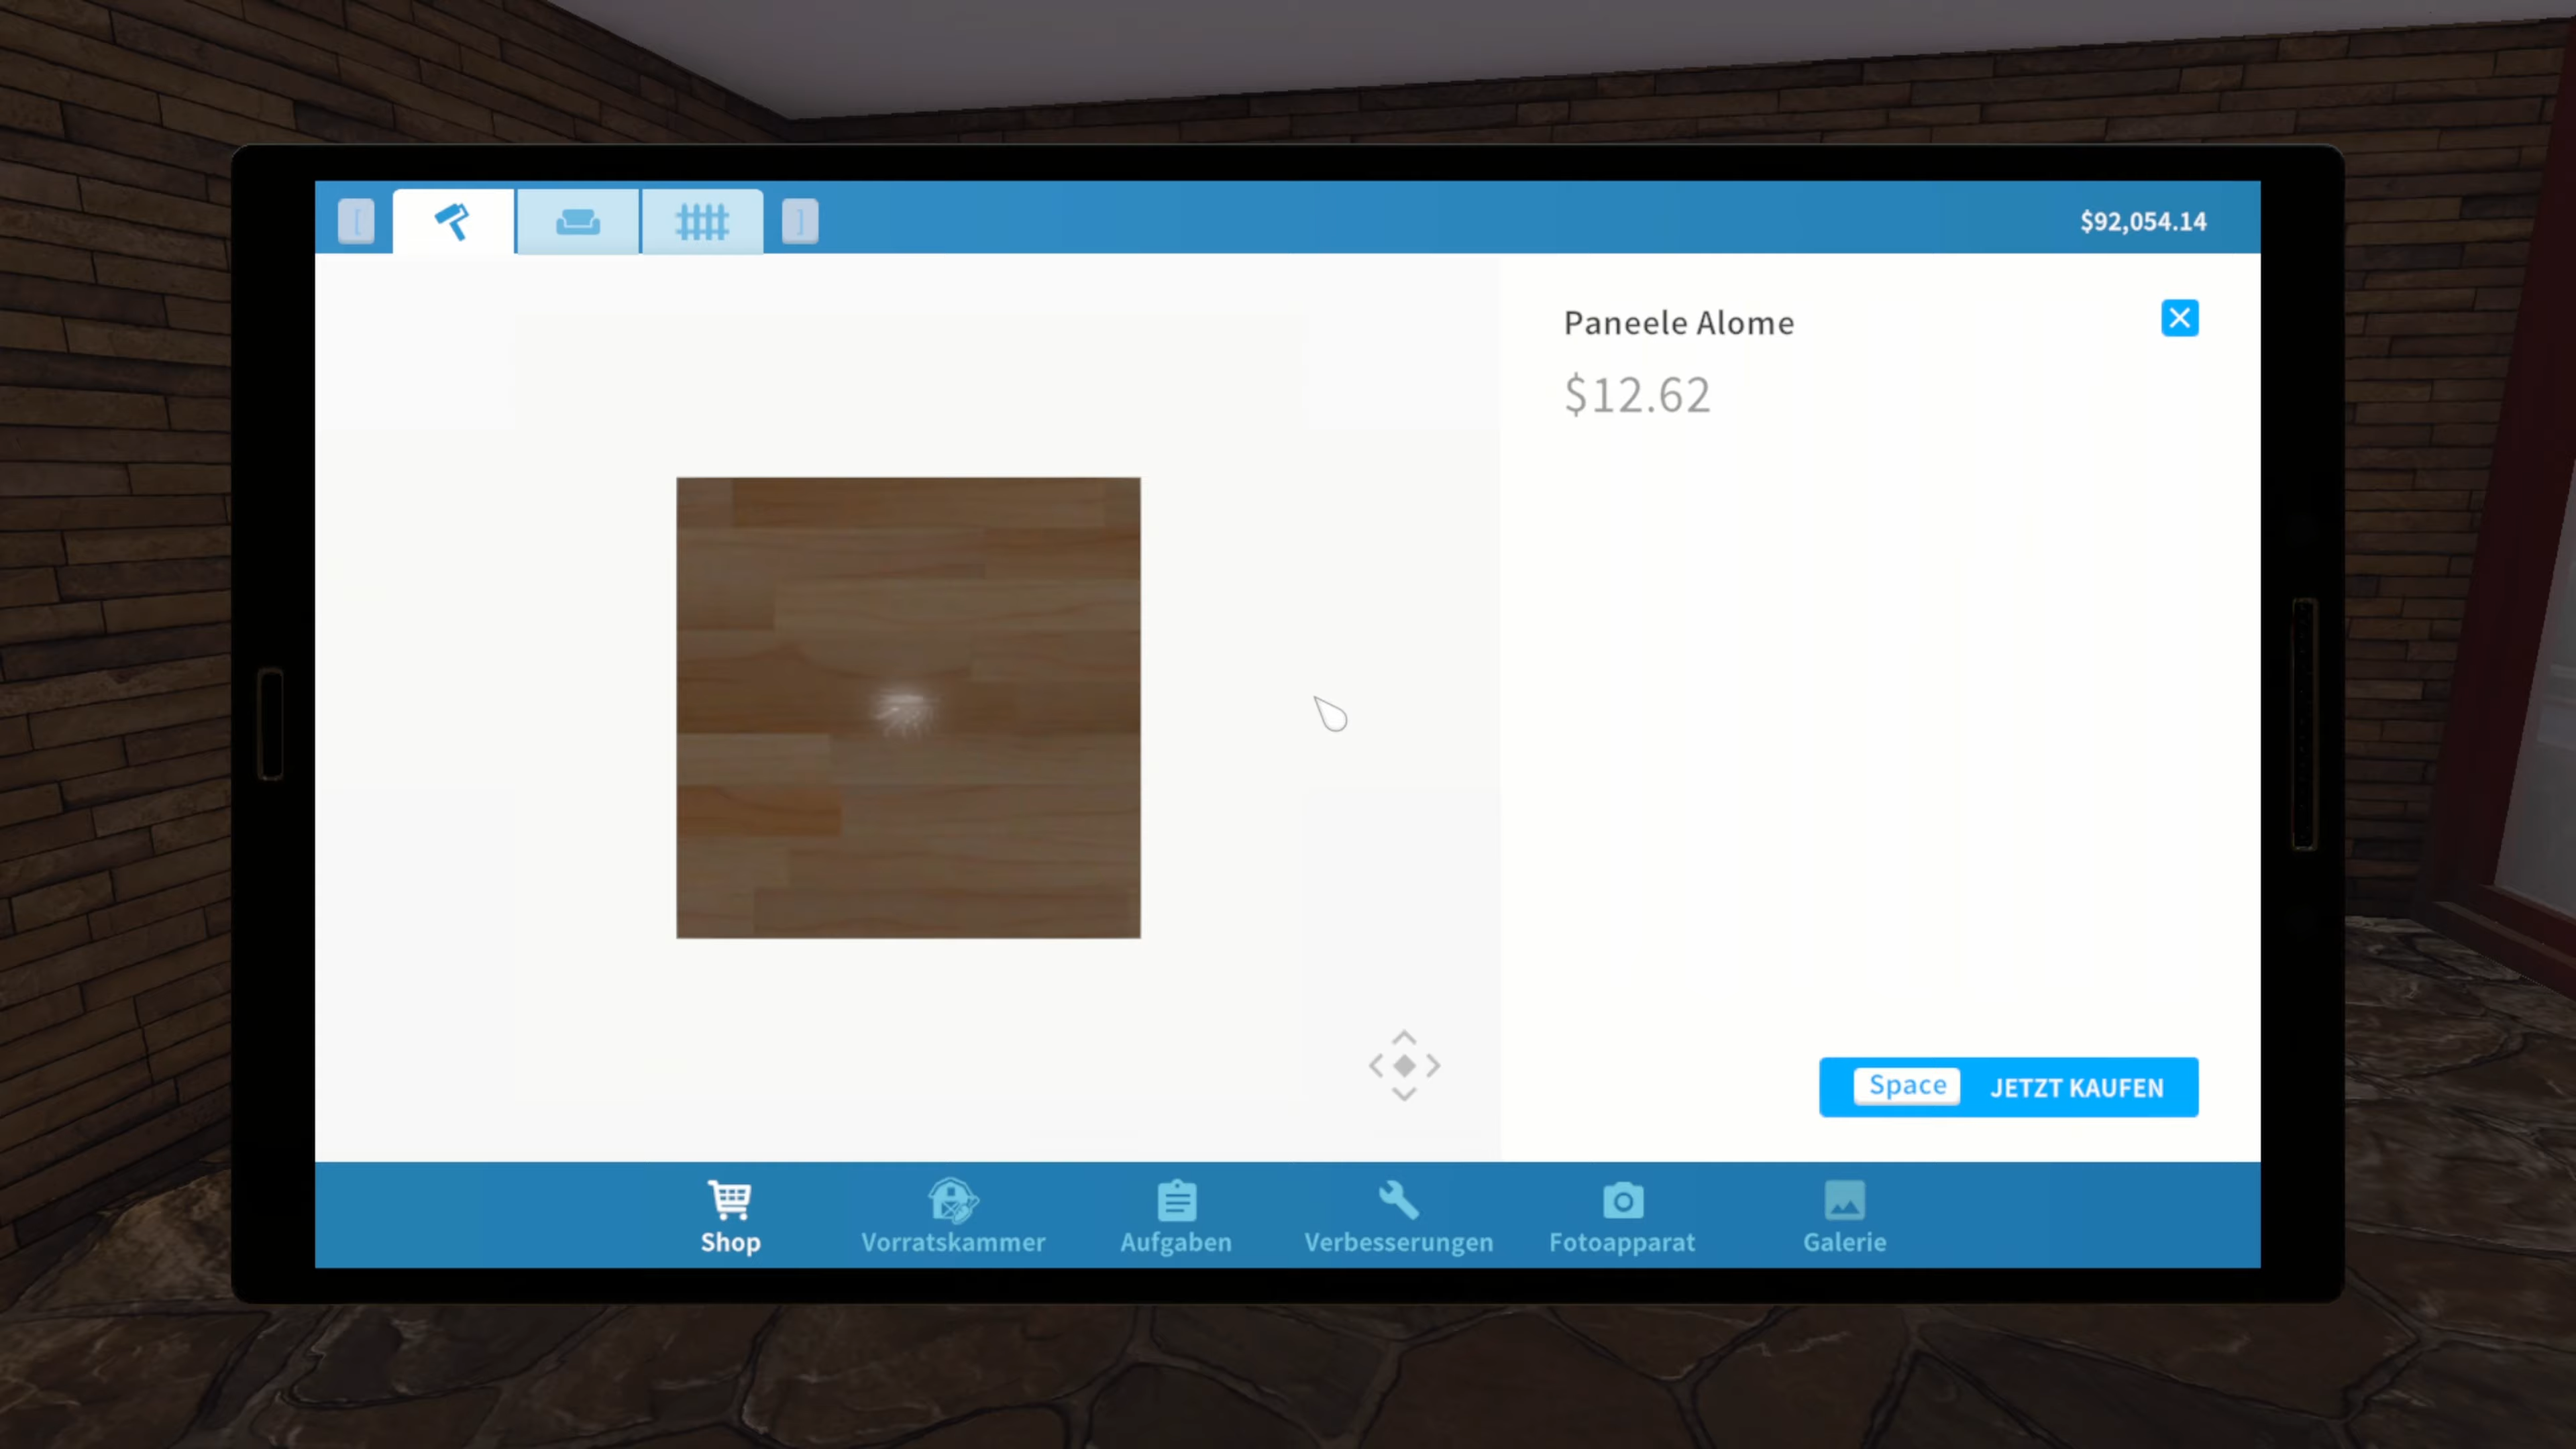 [
]
$92,054.14
Paneele Alome
$12.62
Space JETZT KAUFEN
Shop Vorratskammer Aufgaben Verbesserungen Fotoapparat Galerie